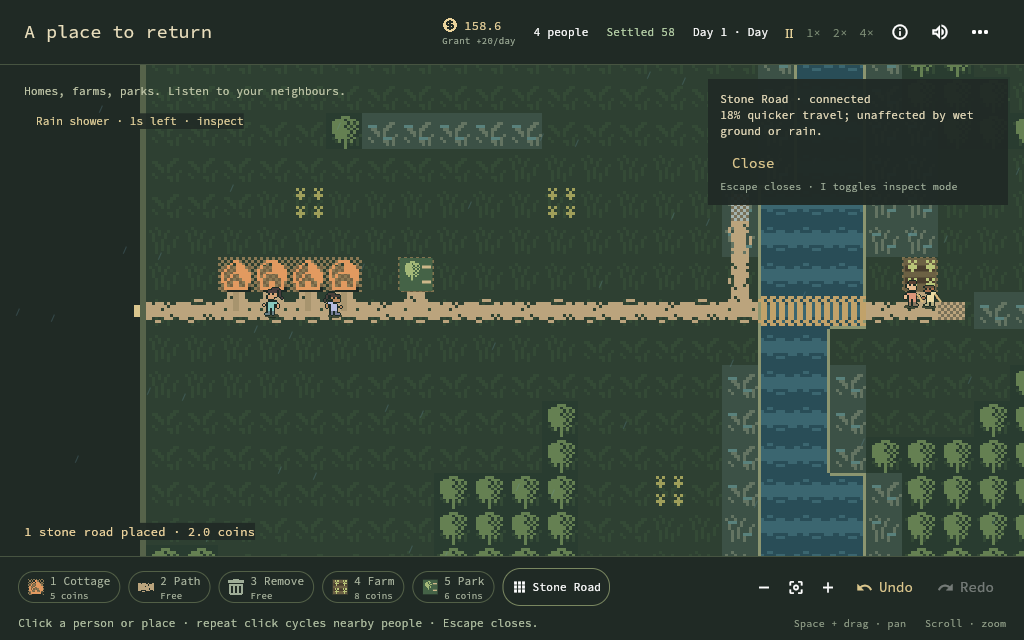 A place to return
158.6
Grant +20/day
4 people
Settled 58
Day 1 · Day
1×
2×
4×
Homes, farms, parks. Listen to your neighbours.
Rain shower · 1s left · inspect
Stone Road · connected
18% quicker travel; unaffected by wet
ground or rain.
Close
Escape closes · I toggles inspect mode
1 stone road placed · 2.0 coins
1 Cottage
5 coins
2 Path
Free
3 Remove
Free
4 Farm
8 coins
5 Park
6 coins
Stone Road
Undo
Redo
Click a person or place · repeat click cycles nearby people · Escape closes.
Space + drag · pan
Scroll · zoom